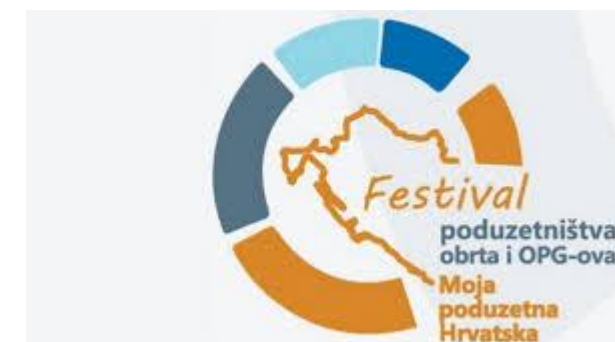 Festival
poduzetništva
obrta i OPG-ova
Moja
poduzetna
Hrvatska